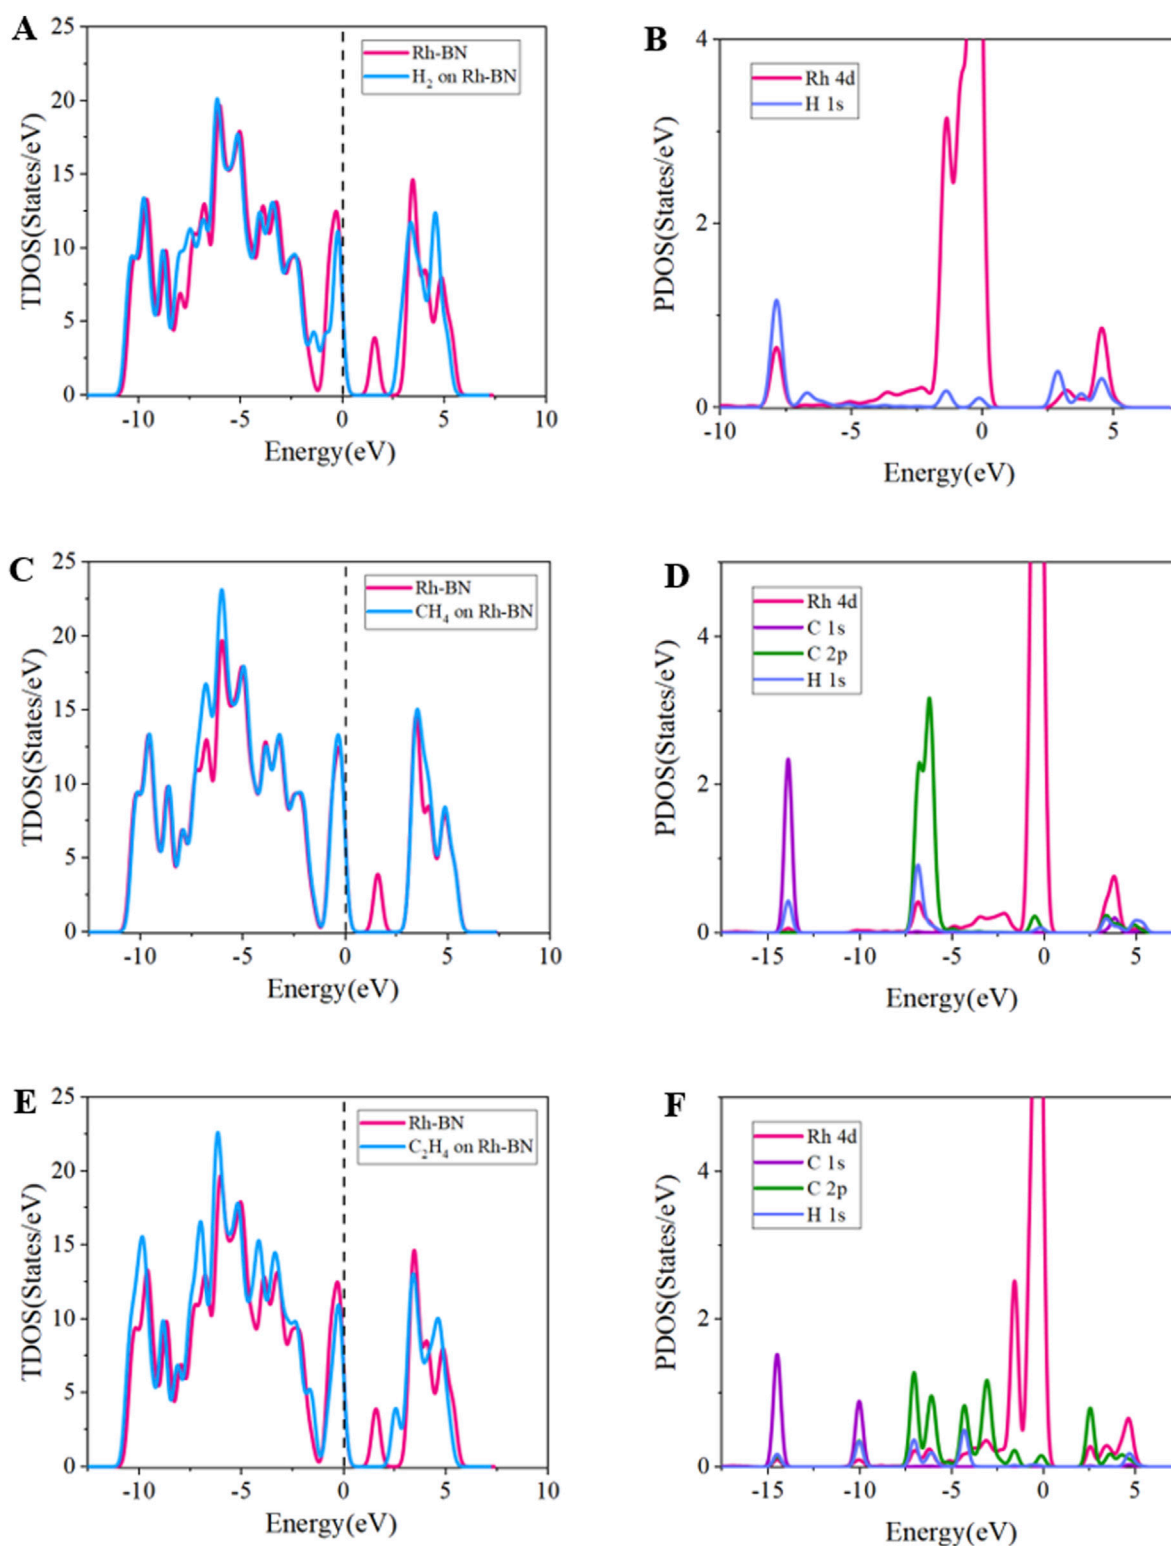 A
25
20
15
10
5
0
TDOS(States/eV)
Rh-BN
H₂ on Rh-BN
-10
-5
0
5
10
Energy(eV)
B
4
2
0
PDOS(States/eV)
Rh 4d
H 1s
-10
-5
0
5
Energy(eV)
C
25
20
15
10
5
0
TDOS(States/eV)
Rh-BN
CH₄ on Rh-BN
-10
-5
0
5
10
Energy(eV)
D
4
2
0
PDOS(States/eV)
Rh 4d
C 1s
C 2p
H 1s
-15
-10
-5
0
5
Energy(eV)
E
25
20
15
10
5
0
TDOS(States/eV)
Rh-BN
C₂H₄ on Rh-BN
-10
-5
0
5
10
Energy(eV)
F
4
2
0
PDOS(States/eV)
Rh 4d
C 1s
C 2p
H 1s
-15
-10
-5
0
5
Energy(eV)